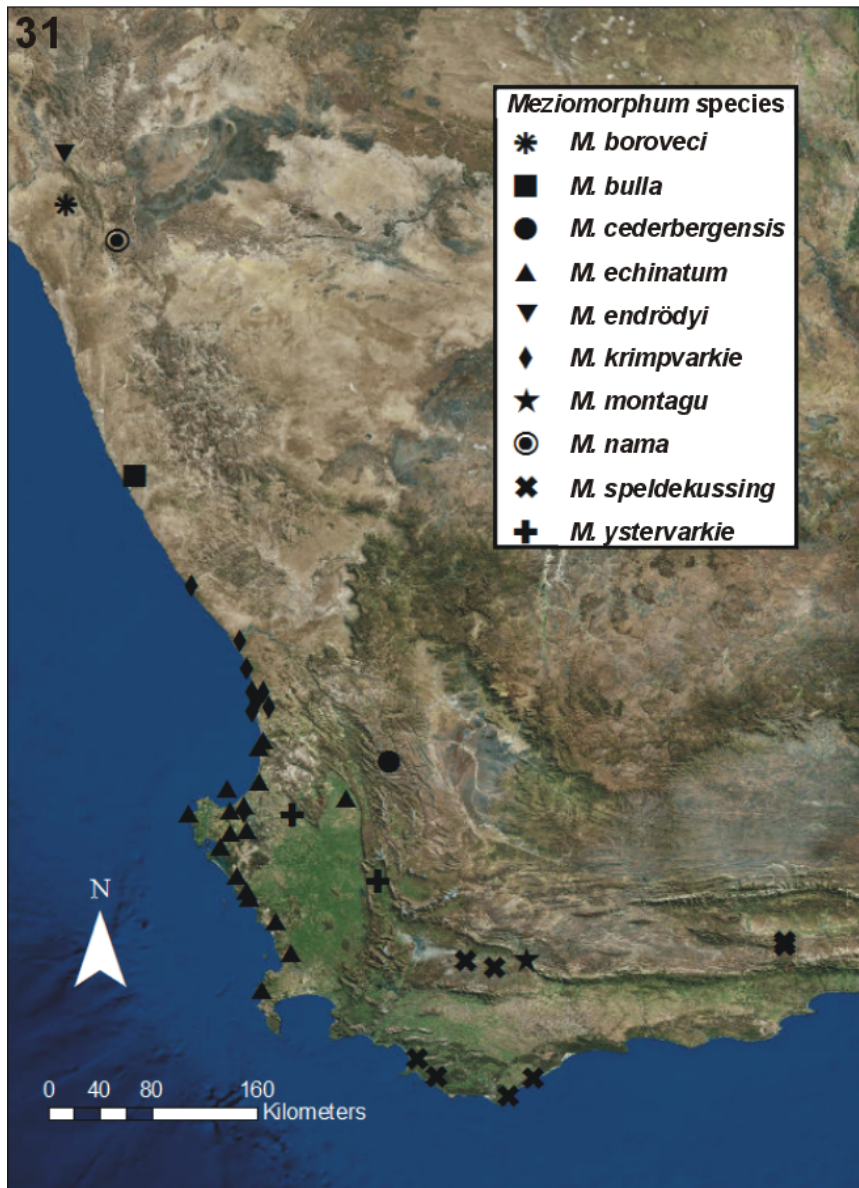 31
Meziomorphum species
M. boroveci
M. bulla
M. cederbergensis
M. echinatum
M. endrödyi
M. krimpvarkie
M. montagu
M. nama
M. speldekussing
M. ystervarkie
N
0 40 80 160
Kilometers